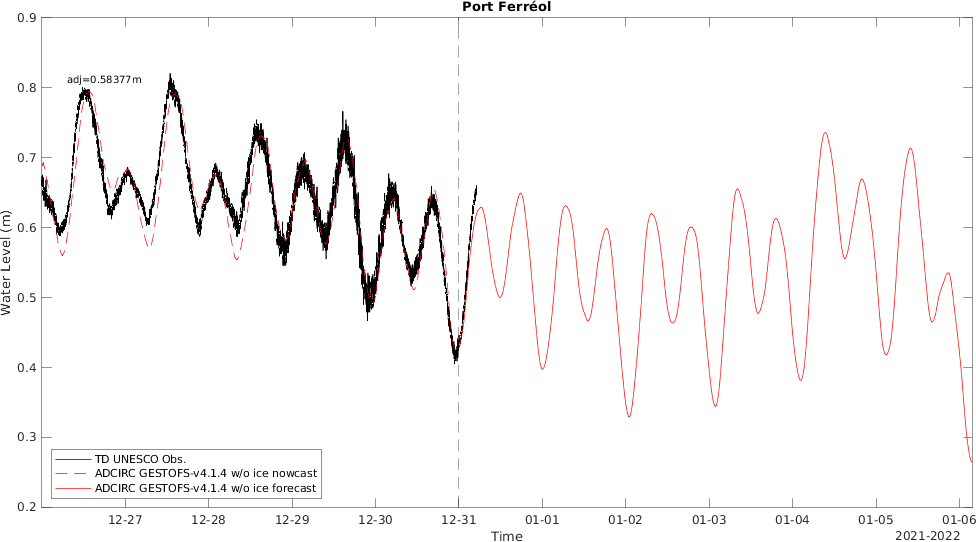 Port Ferréol
0.9
0.8
0.7
0.6
0.5
0.4
0.3
0.2
Water Level (m)
adj=0.58377m
TD UNESCO Obs.
ADCIRC GESTOFS-v4.1.4 w/o ice nowcast
ADCIRC GESTOFS-v4.1.4 w/o ice forecast
12-27 12-28 12-29 12-30 12-31 01-01 01-02 01-03 01-04 01-05 01-06
Time
2021-2022